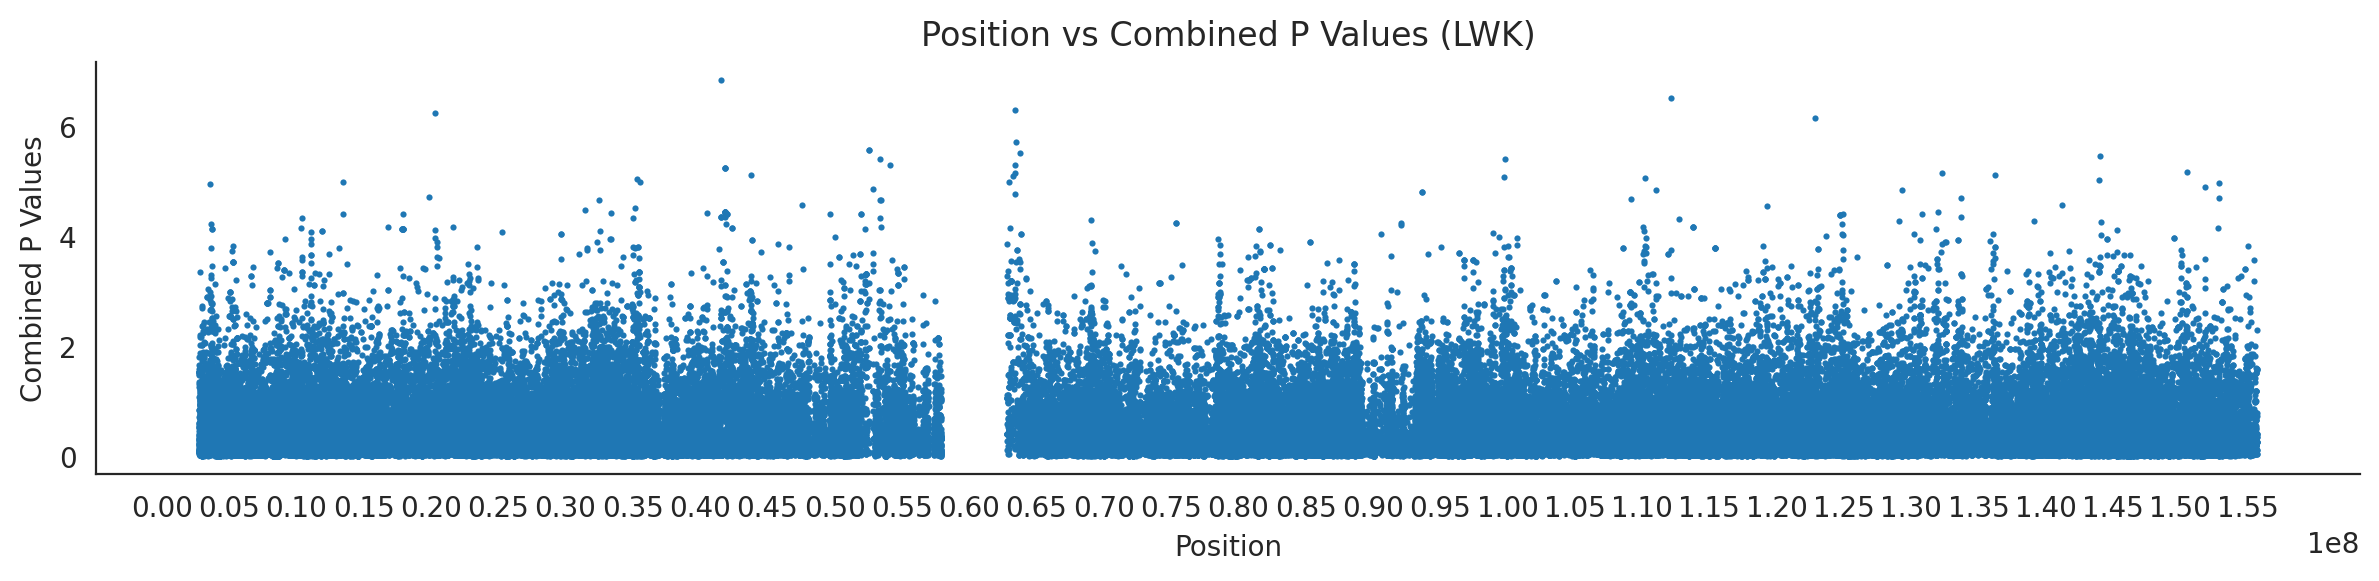 Position vs Combined P Values (LWK)
Combined P Values
6
4
2
0
0.00 0.05 0.10 0.15 0.20 0.25 0.30 0.35 0.40 0.45 0.50 0.55 0.60 0.65 0.70 0.75 0.80 0.85 0.90 0.95 1.00 1.05 1.10 1.15 1.20 1.25 1.30 1.35 1.40 1.45 1.50 1.55
Position
1e8